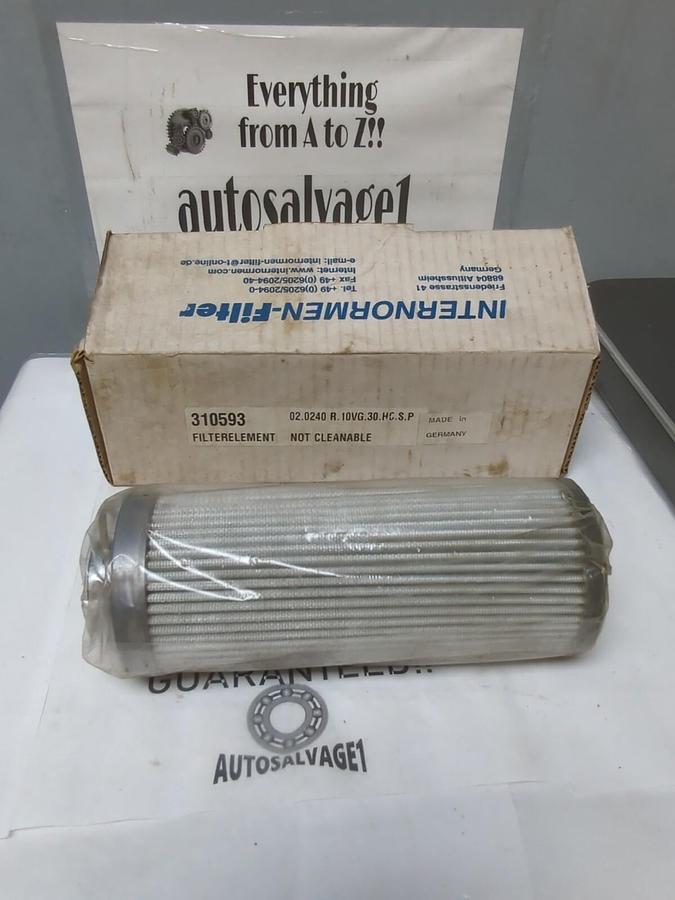 Everything
from A to Z!!
autosalvage1
INTERNORMEN-Filter
Friedensstrasse 41
68804 Altlussheim
Germany
Tel. +49 (0)6205/2094-0
Fax +49 (0)6205/2094-40
Internet: www.internormen.com
e-mail: internormen-filter@t-online.de
310593 02.0240 R.10VG.30.HC.S.P
FILTERELEMENT NOT CLEANABLE
MADE in
GERMANY
GUARANTEED!!
AUTOSALVAGE1